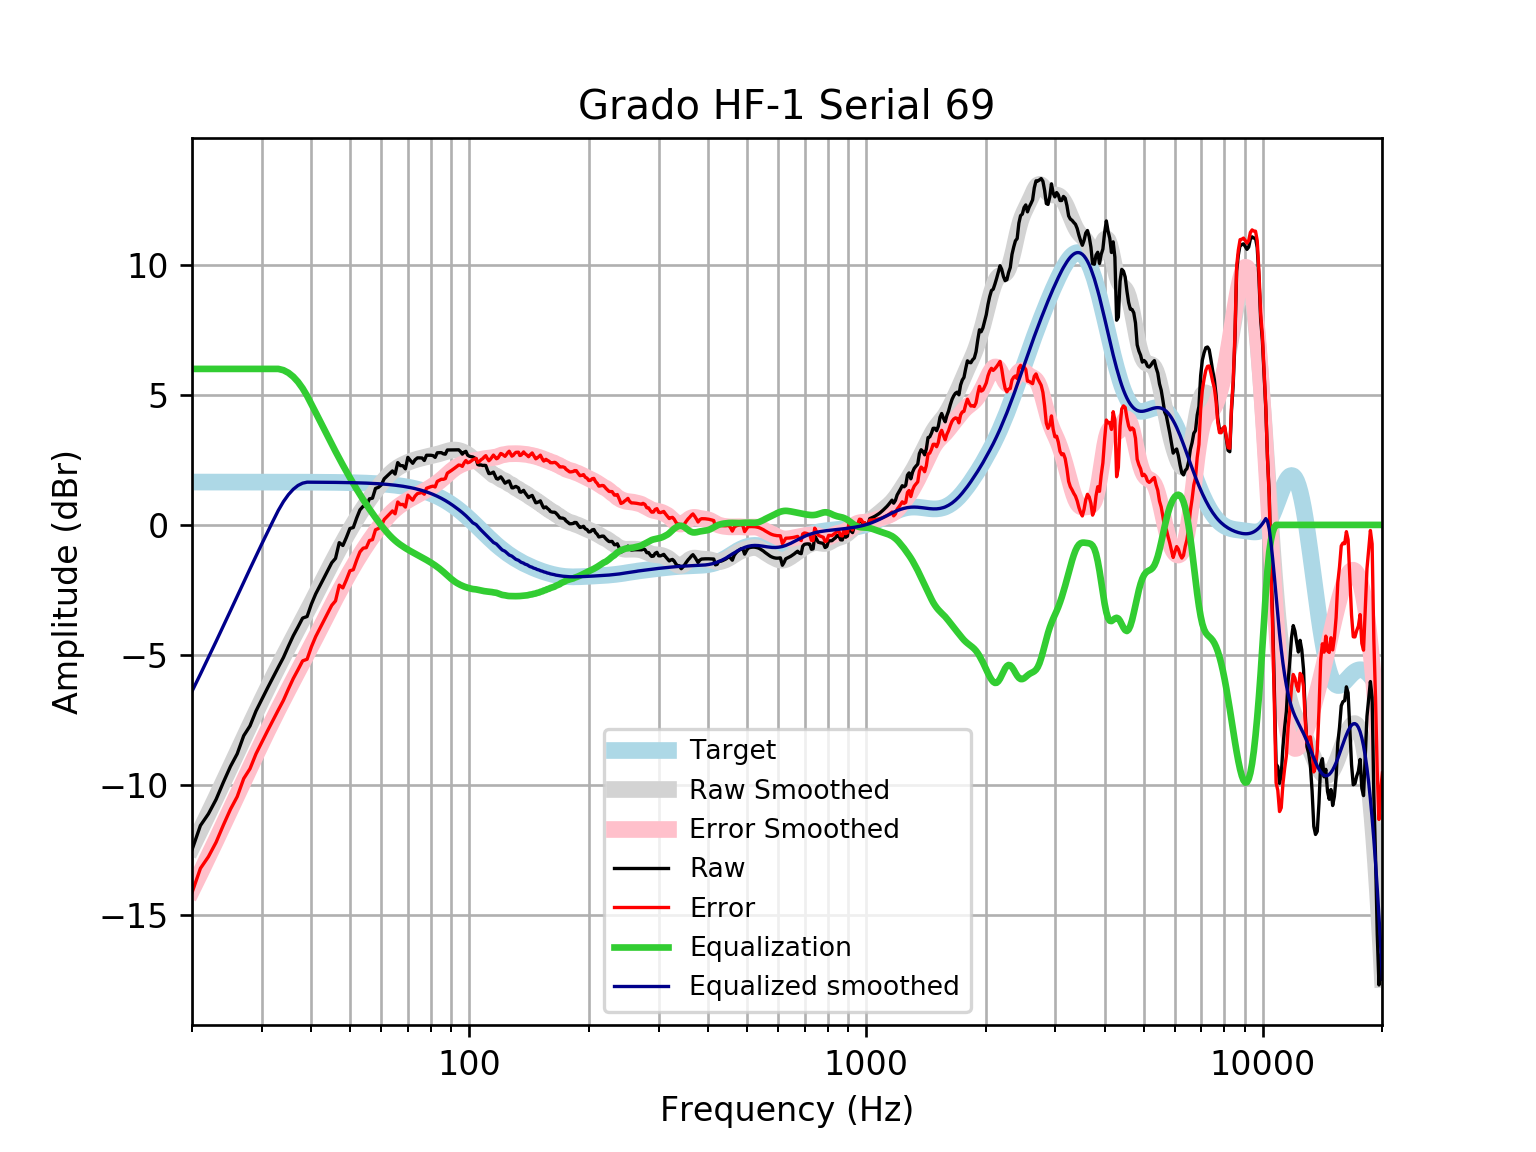 Grado HF-1 Serial 69
Amplitude (dBr)
10
5
0
−5
−10
−15
Target
Raw Smoothed
Error Smoothed
Raw
Error
Equalization
Equalized smoothed
100 1000 10000
Frequency (Hz)